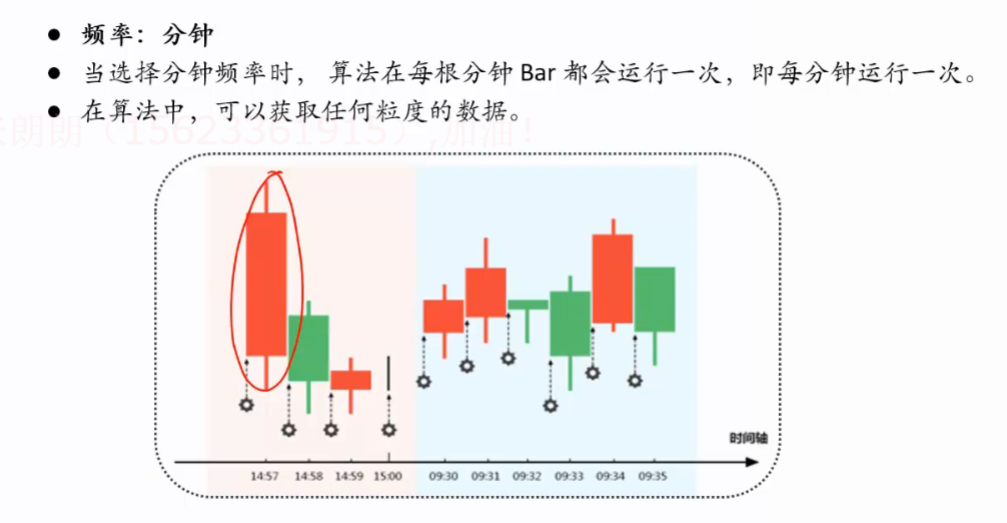 频率：分钟
当选择分钟频率时， 算法在每根分钟 Bar 都会运行一次，即每分钟运行一次。
在算法中，可以获取任何粒度的数据。
朗朗（15623361915）,加油！
时间轴
14:57 14:58 14:59 15:00 09:30 09:31 09:32 09:33 09:34 09:35